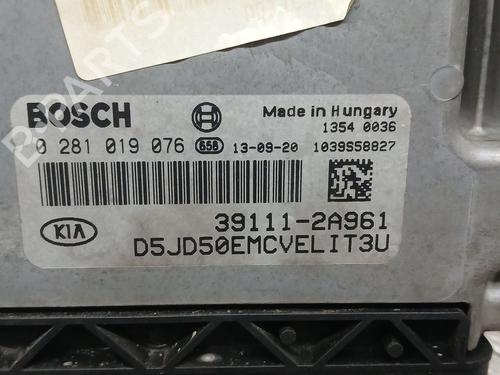 BOSCH
Made in Hungary
1354 0036
0 281 019 076 656 13-09-20 1039S58827
KIA
39111-2A961
D5JD50EMCVELIT3U